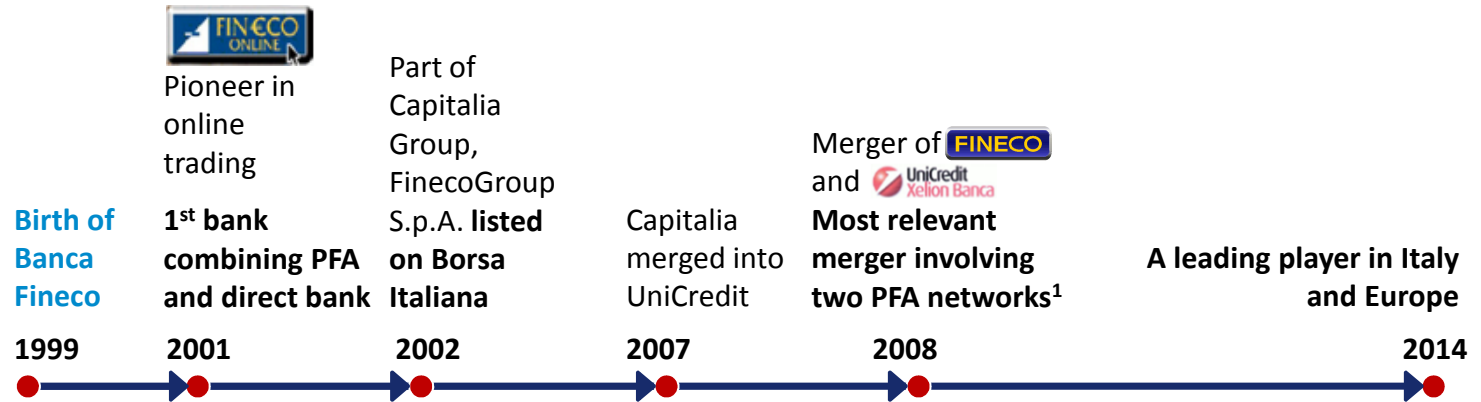 Birth of
Banca
Fineco
1999
FIN€CO
ONLINE
Pioneer in
online
trading
1st bank
combining PFA
and direct bank
2001
Part of
Capitalia
Group,
FinecoGroup
S.p.A. listed
on Borsa
Italiana
2002
Capitalia
merged into
UniCredit
2007
Merger of FINECO
and UniCredit
Xelion Banca
Most relevant
merger involving
two PFA networks1
2008
A leading player in Italy
and Europe
2014